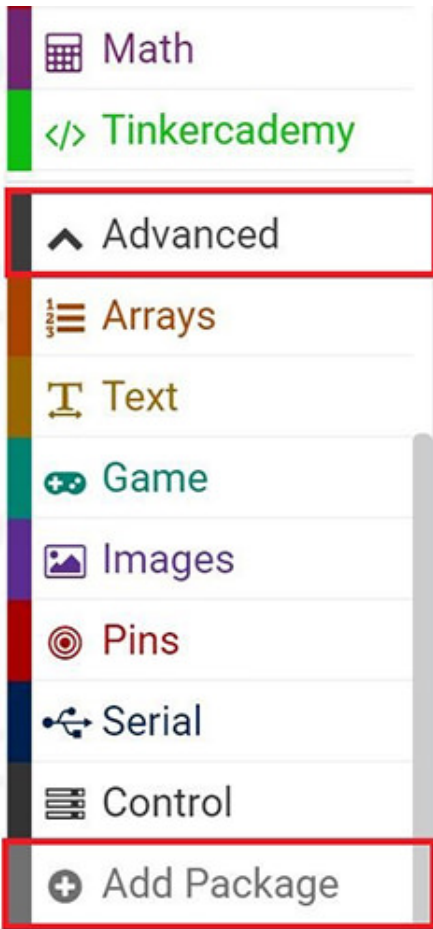 Math
Tinkercademy
Advanced
Arrays
Text
Game
Images
Pins
Serial
Control
Add Package